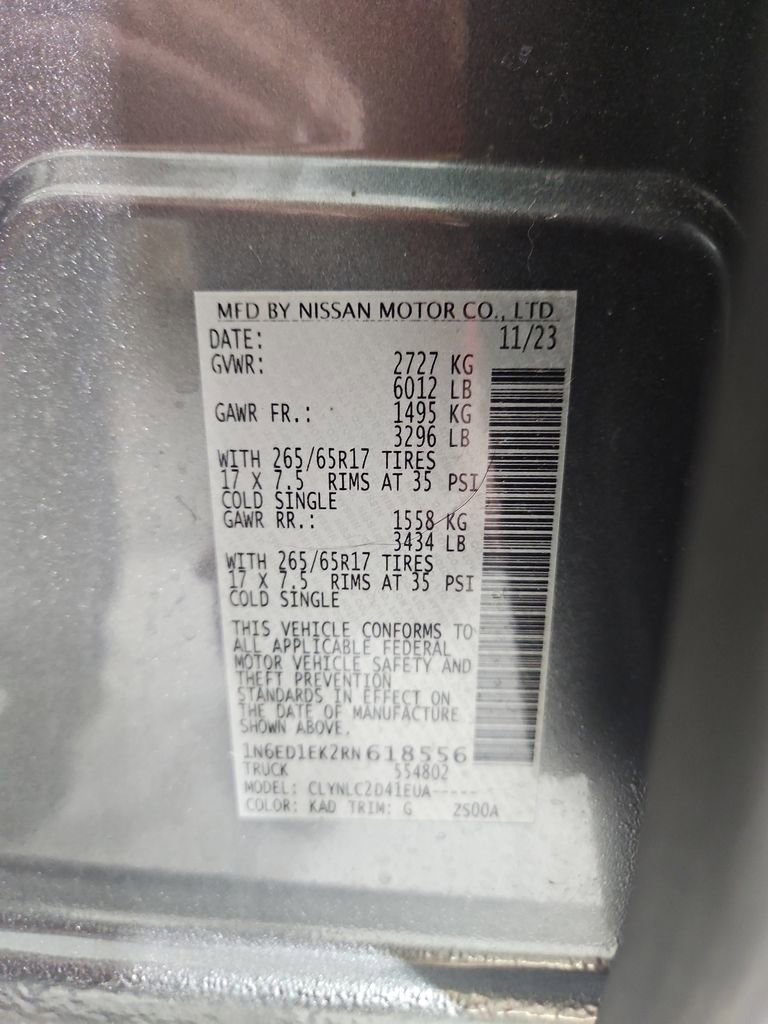 MFD BY NISSAN MOTOR CO., LTD
DATE: 11/23
GVWR: 2727 KG
6012 LB
GAWR FR.: 1495 KG
3296 LB
WITH 265/65R17 TIRES
17 X 7.5 RIMS AT 35 PSI
COLD SINGLE
GAWR RR.: 1558 KG
3434 LB
WITH 265/65R17 TIRES
17 X 7.5 RIMS AT 35 PSI
COLD SINGLE
THIS VEHICLE CONFORMS TO
ALL APPLICABLE FEDERAL
MOTOR VEHICLE SAFETY AND
THEFT PREVENTION
STANDARDS IN EFFECT ON
THE DATE OF MANUFACTURE
SHOWN ABOVE.
1N6ED1EK2RN618556
TRUCK 554802
MODEL: CLYNLC2D41EUA-----
COLOR: KAD TRIM: G 2S00A